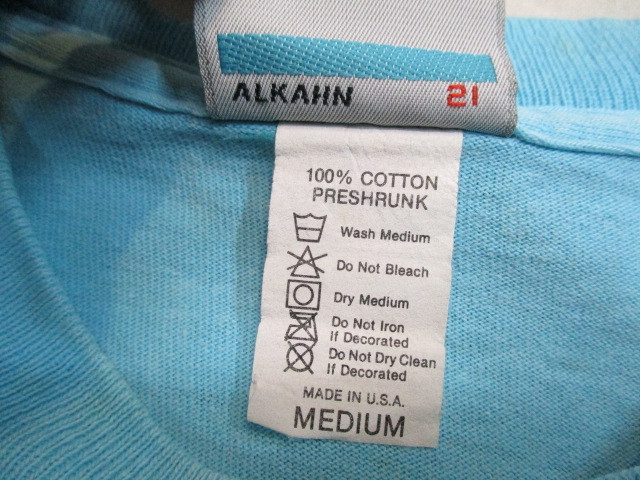 ALKAHN 21
100% COTTON
PRESHRUNK
Wash Medium
Do Not Bleach
Dry Medium
Do Not Iron
If Decorated
Do Not Dry Clean
If Decorated
MADE IN U.S.A.
MEDIUM